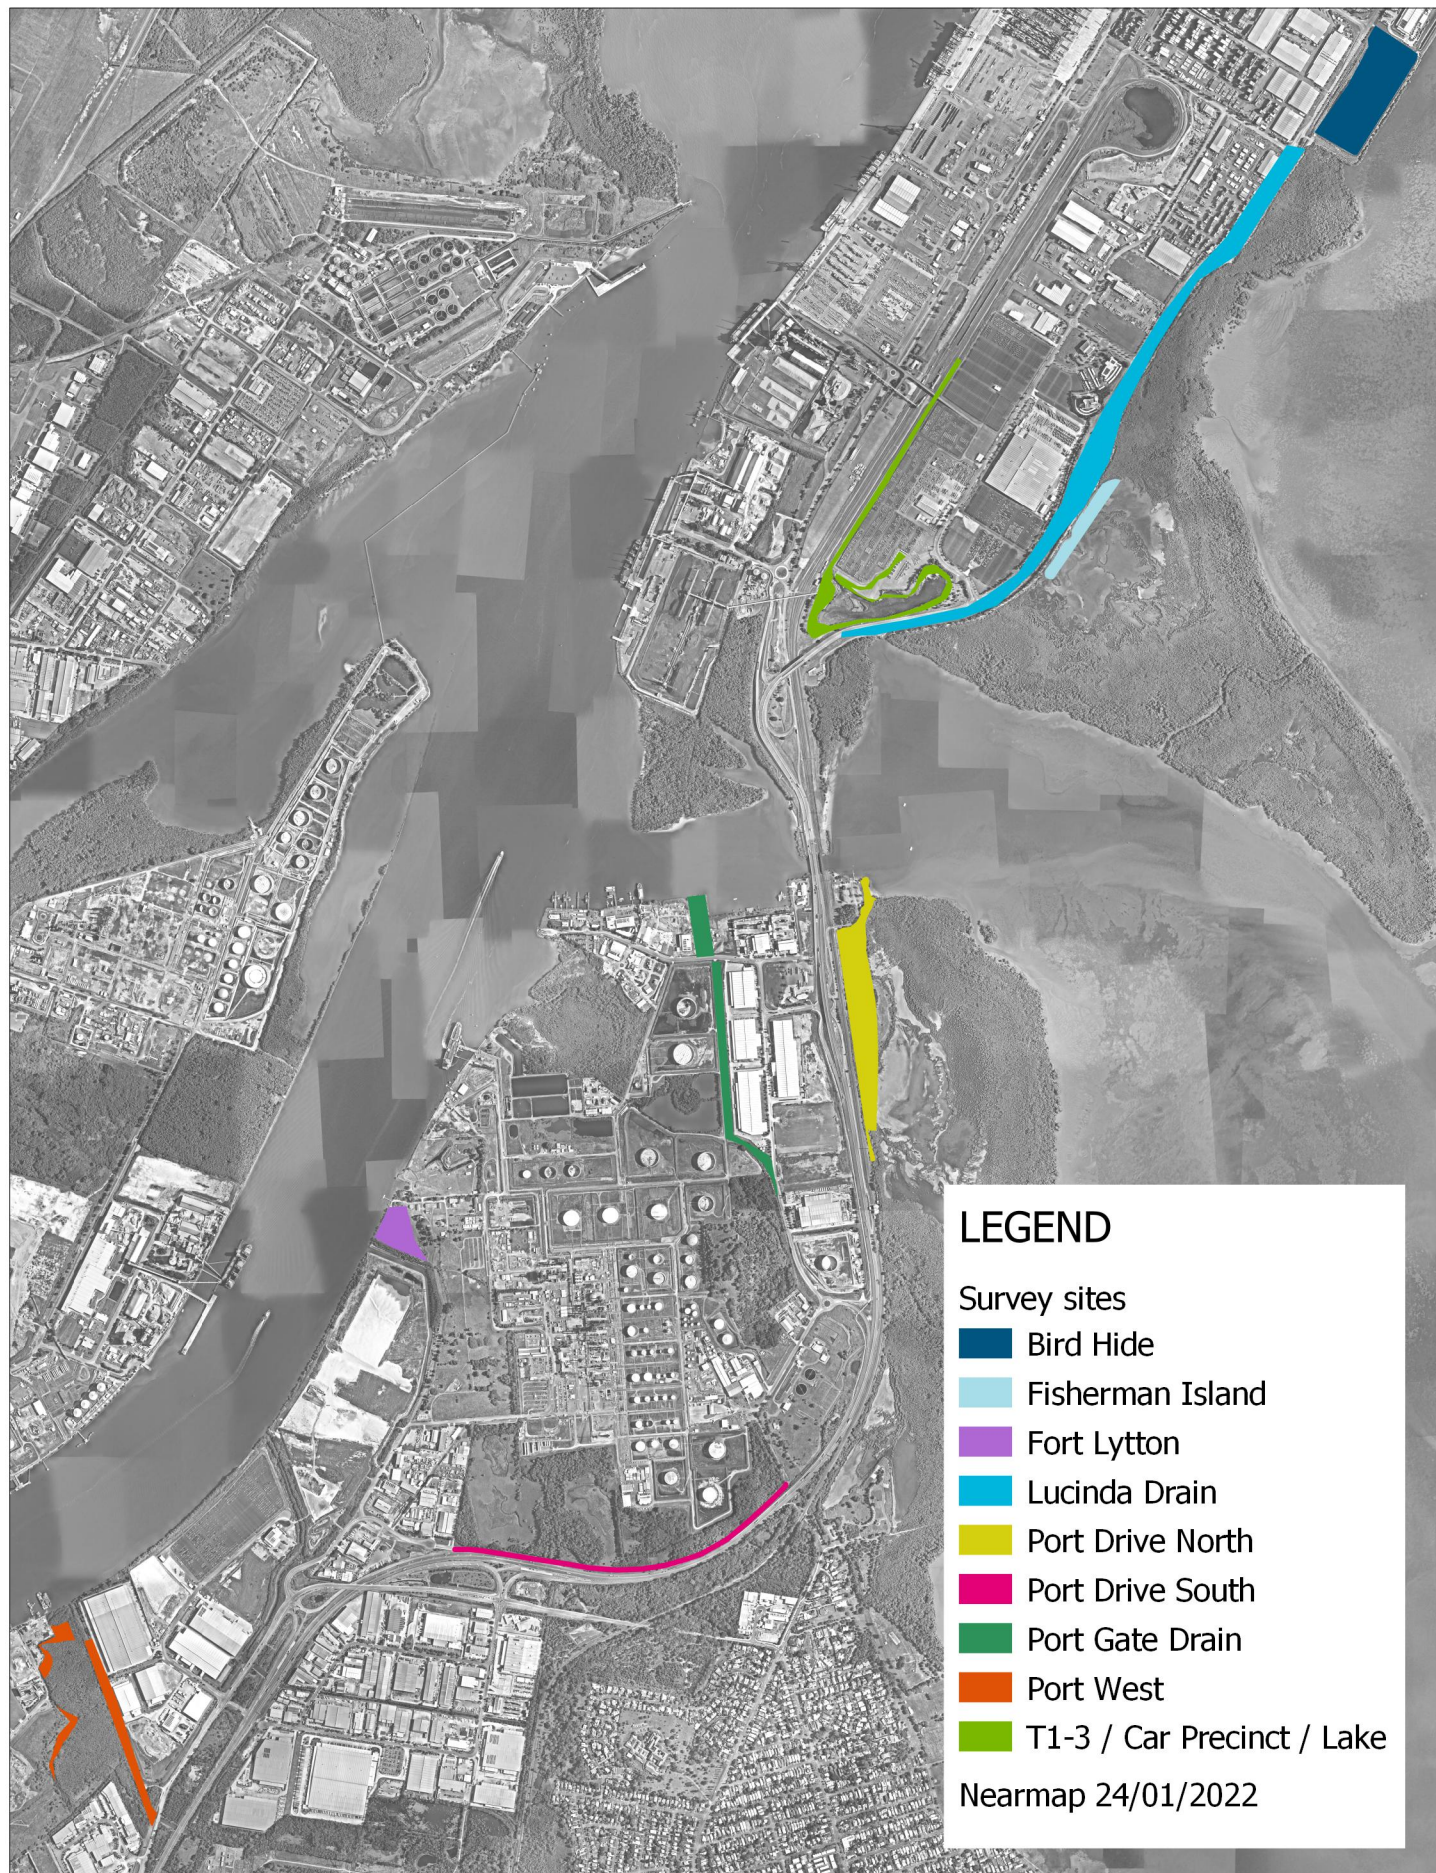 LEGEND
Survey sites
Bird Hide
Fisherman Island
Fort Lytton
Lucinda Drain
Port Drive North
Port Drive South
Port Gate Drain
Port West
T1-3 / Car Precinct / Lake
Nearmap 24/01/2022